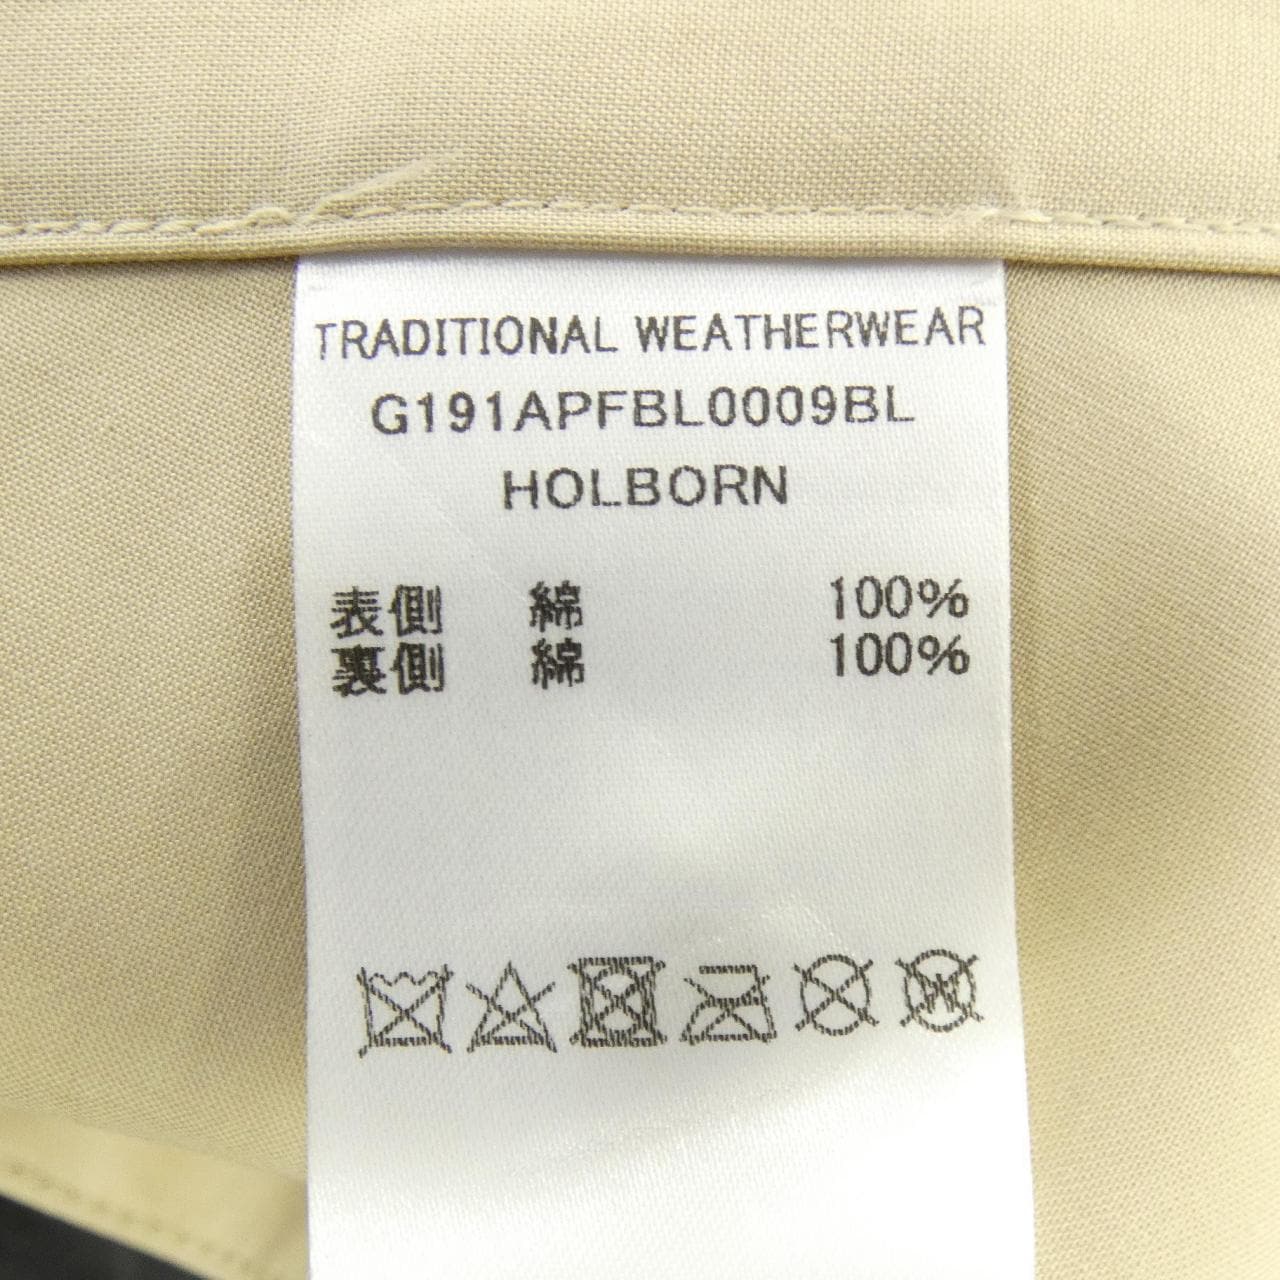 TRADITIONAL WEATHERWEAR
G191APFBL0009BL
HOLBORN
表側 綿 100%
裏側 綿 100%
W